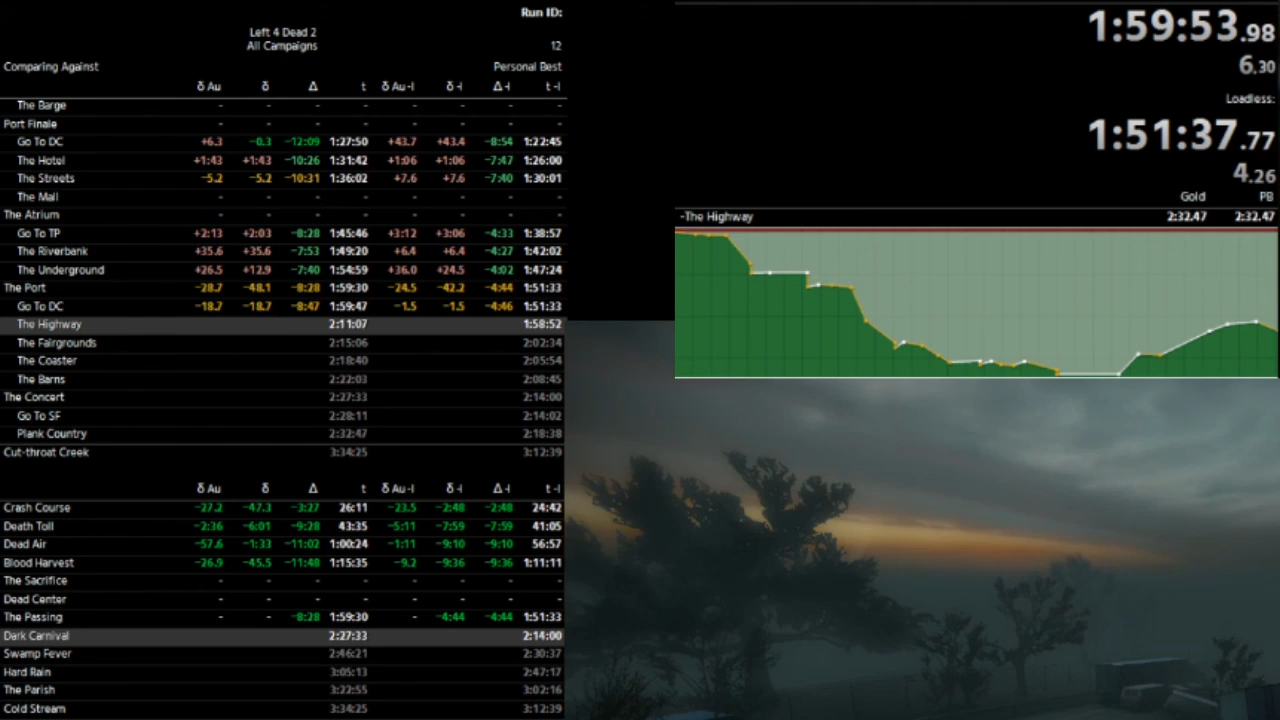 Run ID:
Left 4 Dead 2
All Campaigns
12
Comparing Against Personal Best
δ Au δ Δ t δ Au-l δ-l Δ-l t-l
The Barge - - - - - - - -
Port Finale - - - - - - - -
Go To DC +6.3 -0.3 -12:09 1:27:50 +43.7 +43.4 -8:54 1:22:45
The Hotel +1:43 +1:43 -10:26 1:31:42 +1:06 +1:06 -7:47 1:26:00
The Streets -5.2 -5.2 -10:31 1:36:02 +7.6 +7.6 -7:40 1:30:01
The Mall - - - - - - - -
The Atrium - - - - - - - -
Go To TP +2:13 +2:03 -8:28 1:45:46 +3:12 +3:06 -4:33 1:38:57
The Riverbank +35.6 +35.6 -7:53 1:49:20 +6.4 +6.4 -4:27 1:42:02
The Underground +26.5 +12.9 -7:40 1:54:59 +36.0 +24.5 -4:02 1:47:24
The Port -28.7 -48.1 -8:28 1:59:30 -24.5 -42.2 -4:44 1:51:33
Go To DC -18.7 -18.7 -8:47 1:59:47 -1.5 -1.5 -4:46 1:51:33
The Highway 2:11:07 1:58:52
The Fairgrounds 2:15:06 2:02:34
The Coaster 2:18:40 2:05:54
The Barns 2:22:03 2:08:45
The Concert 2:27:33 2:14:00
Go To SF 2:28:11 2:14:02
Plank Country 2:32:47 2:18:38
Cut-throat Creek 3:34:25 3:12:39
δ Au δ Δ t δ Au-l δ-l Δ-l t-l
Crash Course -27.2 -47.3 -3:27 26:11 -23.5 -2:48 -2:48 24:42
Death Toll -2:36 -6:01 -9:28 43:35 -5:11 -7:59 -7:59 41:05
Dead Air -57.6 -1:33 -11:02 1:00:24 -1:11 -9:10 -9:10 56:57
Blood Harvest -26.9 -45.5 -11:48 1:15:35 -9.2 -9:36 -9:36 1:11:11
The Sacrifice - - - - - - - -
Dead Center - - - - - - - -
The Passing - - -8:28 1:59:30 - -4:44 -4:44 1:51:33
Dark Carnival 2:27:33 2:14:00
Swamp Fever 2:46:21 2:30:37
Hard Rain 3:05:13 2:47:17
The Parish 3:22:55 3:02:16
Cold Stream 3:34:25 3:12:39
1:59:53.98
6.30
Loadless:
1:51:37.77
4.26
Gold PB
-The Highway 2:32.47 2:32.47